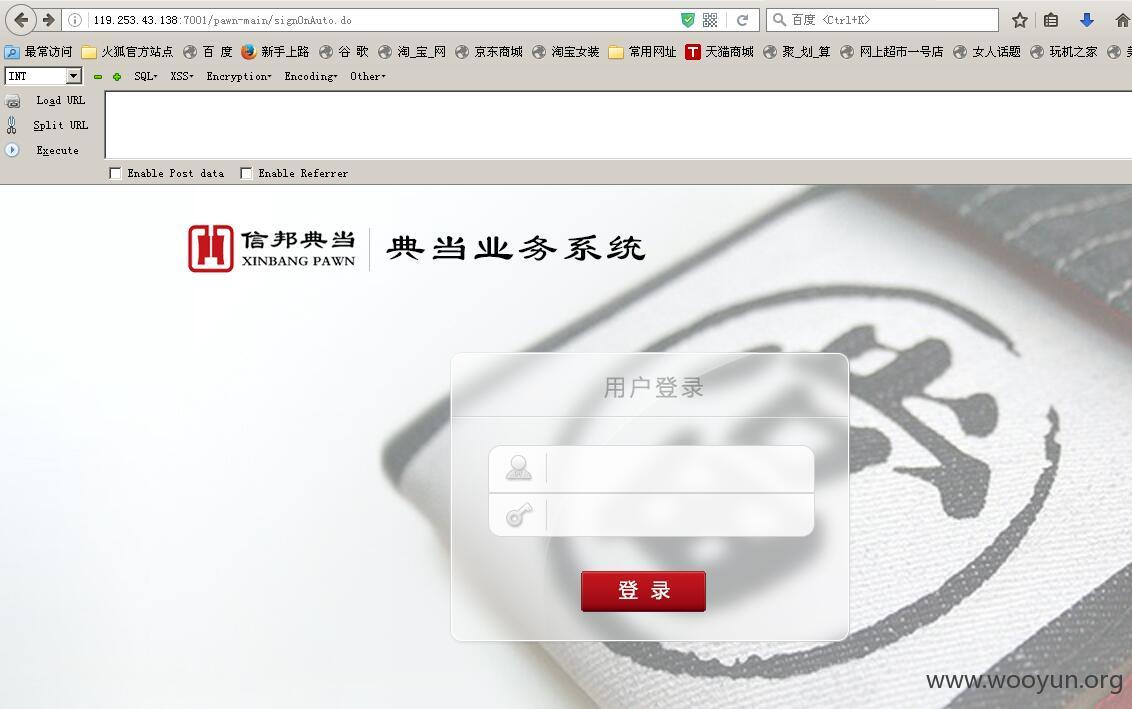 119.253.43.138:7001/pawn-main/signOnAuto.do
百度 <Ctrl+K>
最常访问 火狐官方站点 百 度 新手上路 谷 歌 淘_宝_网 京东商城 淘宝女装 常用网址 天猫商城 聚_划_算 网上超市一号店 女人话题 玩机之家
INT SQL XSS Encryption Encoding Other
Load URL
Split URL
Execute
Enable Post data Enable Referrer
信邦典当
XINBANG PAWN
典当业务系统
用户登录
登 录
www.wooyun.org